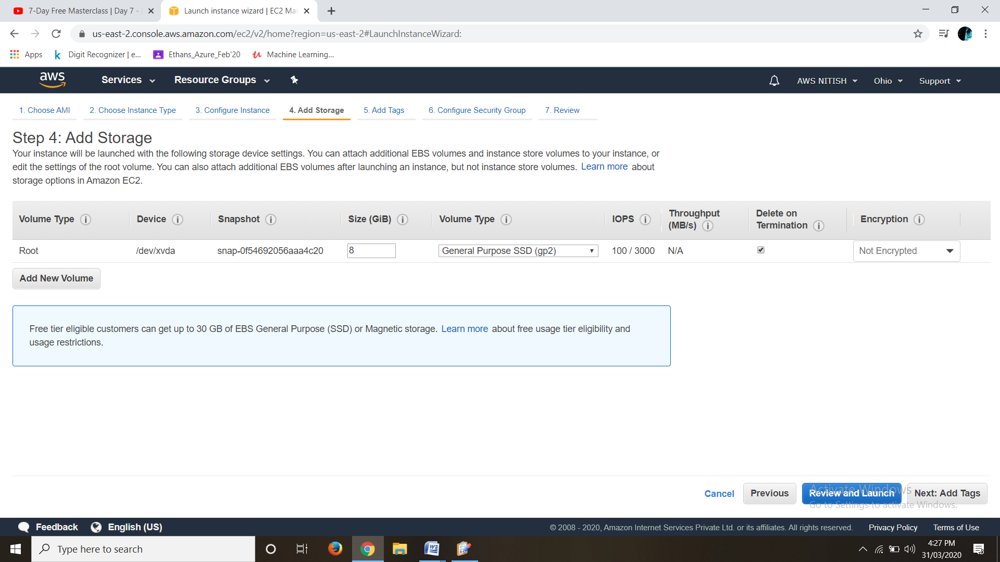 7-Day Free Masterclass | Day 7 -
Launch instance wizard | EC2 Ma
us-east-2.console.aws.amazon.com/ec2/v2/home?region=us-east-2#LaunchInstanceWizard:
Apps
Digit Recognizer | e...
Ethans_Azure_Feb'20
Machine Learning...
aws
Services
Resource Groups
AWS NITISH
Ohio
Support
1. Choose AMI
2. Choose Instance Type
3. Configure Instance
4. Add Storage
5. Add Tags
6. Configure Security Group
7. Review
Step 4: Add Storage
Your instance will be launched with the following storage device settings. You can attach additional EBS volumes and instance store volumes to your instance, or
edit the settings of the root volume. You can also attach additional EBS volumes after launching an instance, but not instance store volumes. Learn more about
storage options in Amazon EC2.
Volume Type
Device
Snapshot
Size (GiB)
Volume Type
IOPS
Throughput
(MB/s)
Delete on
Termination
Encryption
Root
/dev/xvda
snap-0f54692056aaa4c20
8
General Purpose SSD (gp2)
100 / 3000
N/A
Not Encrypted
Add New Volume
Free tier eligible customers can get up to 30 GB of EBS General Purpose (SSD) or Magnetic storage. Learn more about free usage tier eligibility and
usage restrictions.
Cancel
Previous
Review and Launch
Next: Add Tags
Activate Windows
Go to Settings to activate Windows.
Feedback
English (US)
© 2008 - 2020, Amazon Internet Services Private Ltd. or its affiliates. All rights reserved.
Privacy Policy
Terms of Use
Type here to search
4:27 PM
31/03/2020